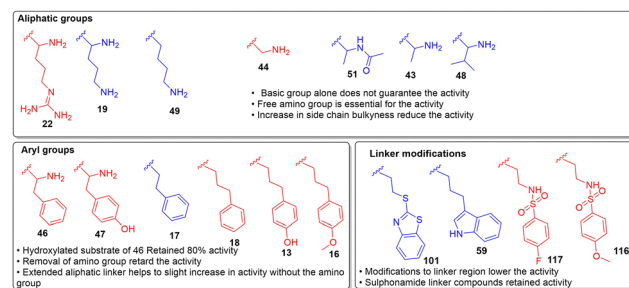 Aliphatic groups
NH2
NH2
NH2
NH
O
NH2
NH2
44
51
43
48
N
NH2
NH2
NH2
H2N
22
19
49
• Basic group alone does not guarantee the activity
• Free amino group is essential for the activity
• Increase in side chain bulkyness reduce the activity
Aryl groups
NH2
NH2
OH
OH
O
46
47
17
18
13
16
• Hydroxylated substrate of 46 Retained 80% activity
• Removal of amino group retard the activity
• Extended aliphatic linker helps to slight increase in activity without the amino
group
Linker modifications
S
N
S
NH
NH
O
S
O
F
NH
O
S
O
O
101
59
117
116
• Modifications to linker region lower the activity
• Sulphonamide linker compounds retained activity